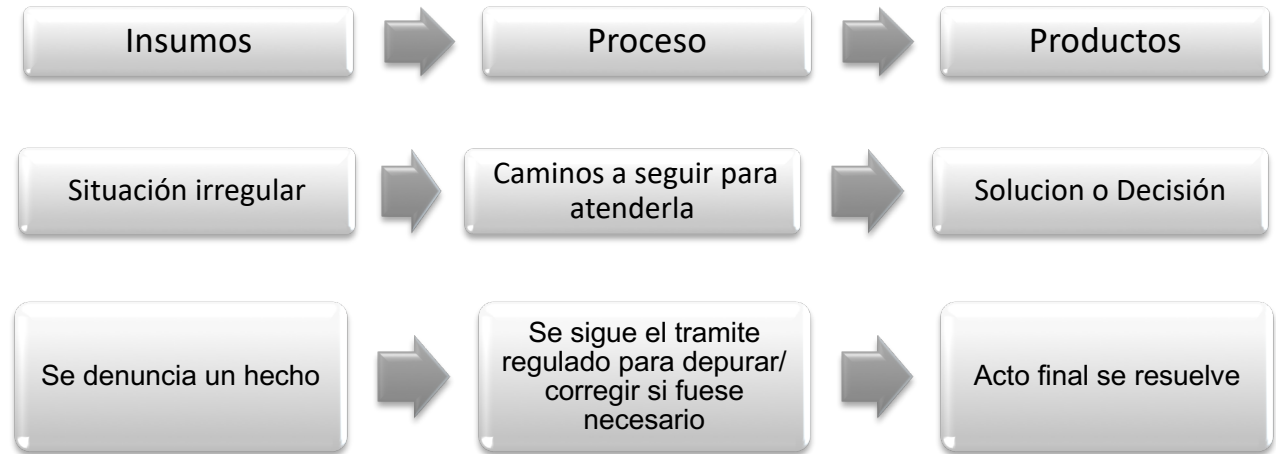 Insumos
Proceso
Productos
Situación irregular
Caminos a seguir para
atenderla
Solucion o Decisión
Se denuncia un hecho
Se sigue el tramite
regulado para depurar/
corregir si fuese
necesario
Acto final se resuelve